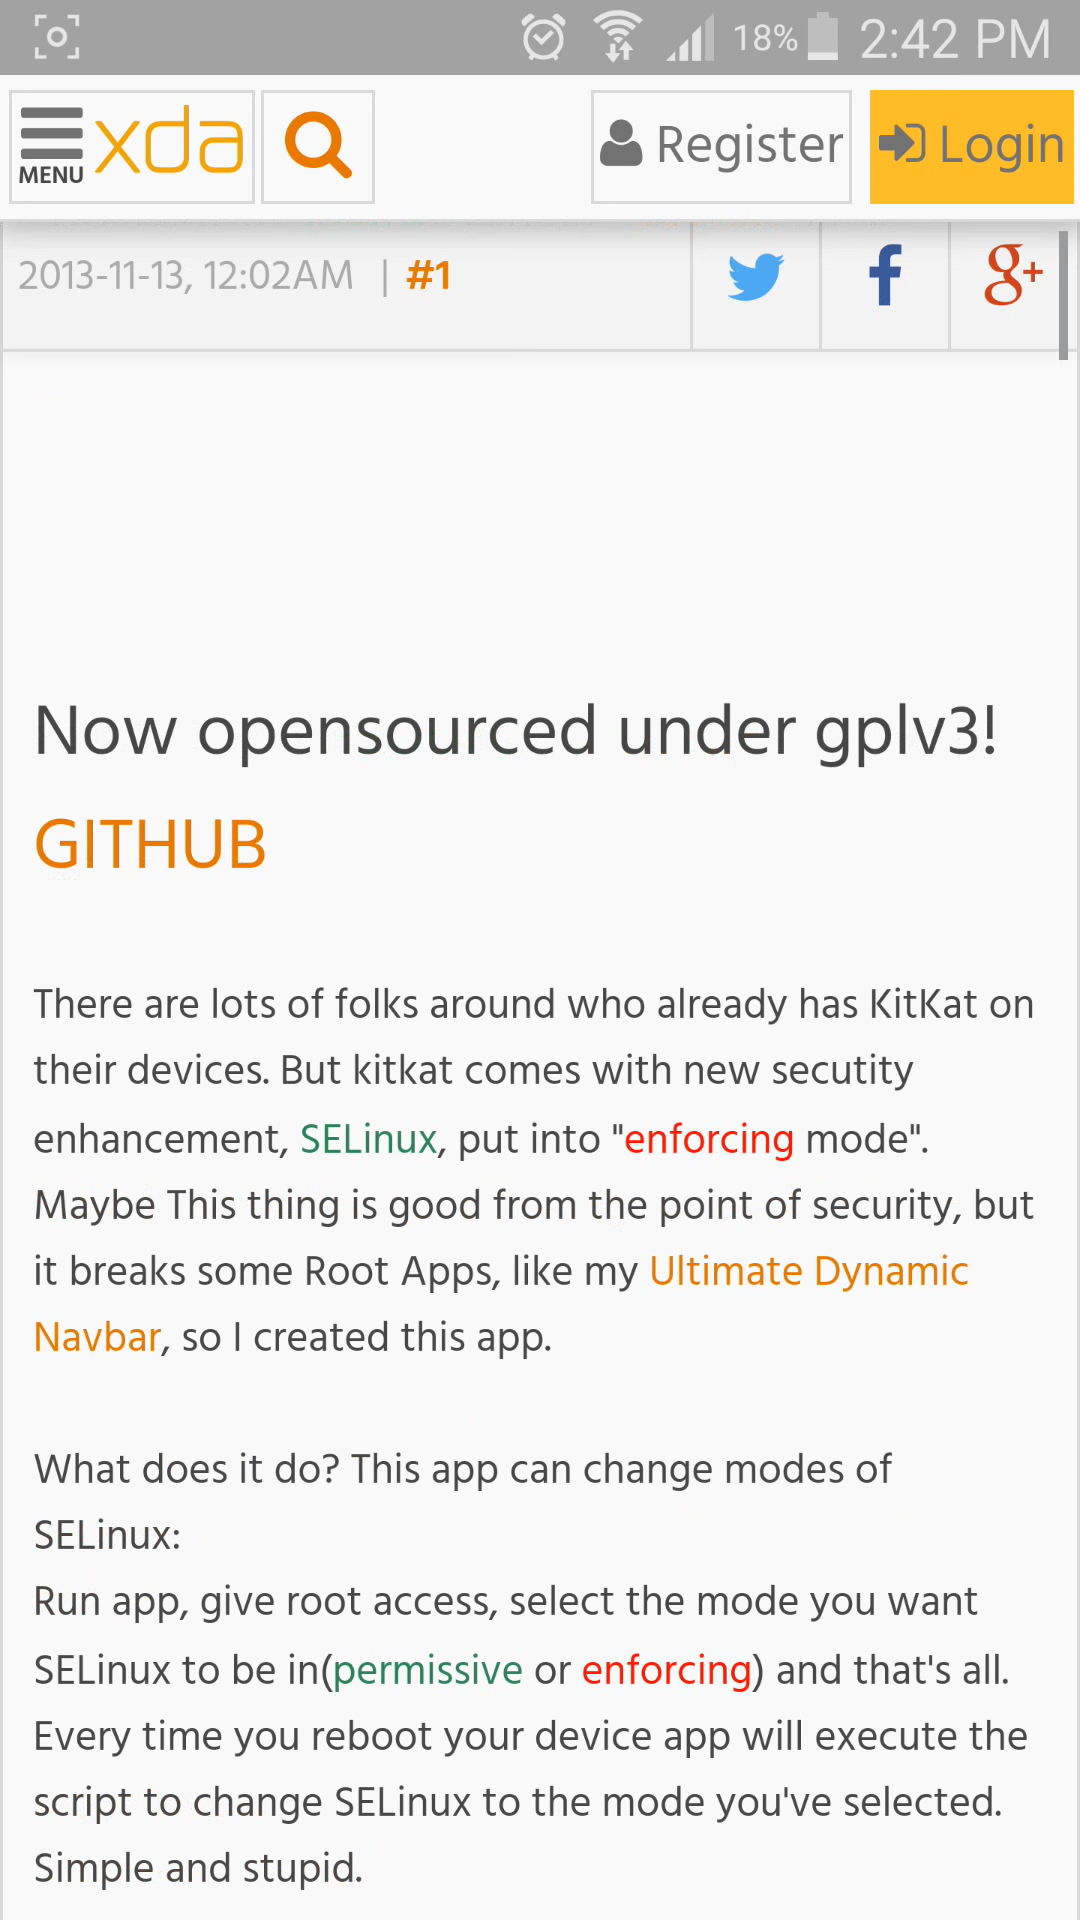 18% 2:42 PM
MENU xda Register Login
2013-11-13, 12:02AM | #1
Now opensourced under gplv3!
GITHUB
There are lots of folks around who already has KitKat on
their devices. But kitkat comes with new secutity
enhancement, SELinux, put into "enforcing mode".
Maybe This thing is good from the point of security, but
it breaks some Root Apps, like my Ultimate Dynamic
Navbar, so I created this app.
What does it do? This app can change modes of
SELinux:
Run app, give root access, select the mode you want
SELinux to be in(permissive or enforcing) and that's all.
Every time you reboot your device app will execute the
script to change SELinux to the mode you've selected.
Simple and stupid.